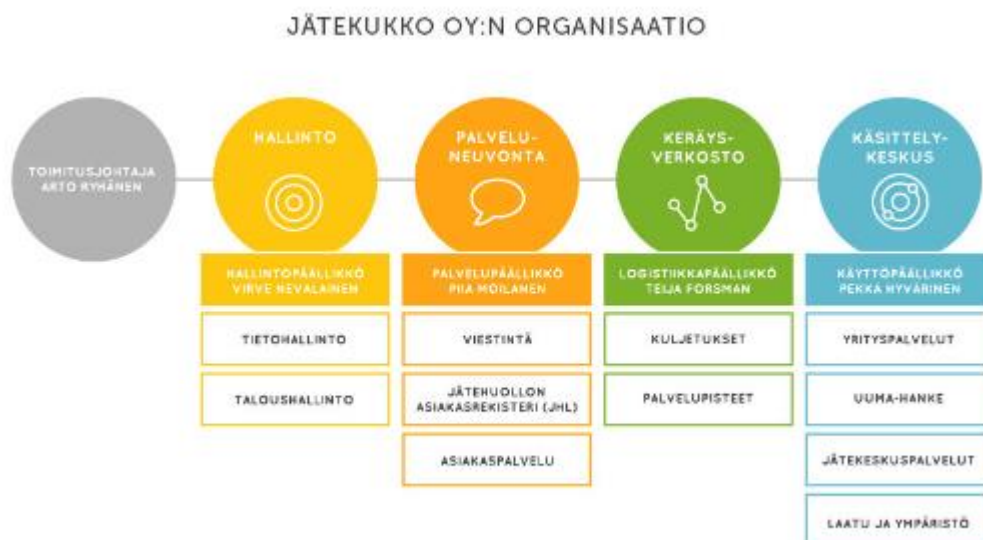 JÄTEKUKKO OY:N ORGANISAATIO
TOIMITUSJOHTAJA
ARTO RYHÄNEN
HALLINTO
HALLINTOPÄÄLLIKKÖ
VIRVE NEVALAINEN
TIETOHALLINTO
TALOUSHALLINTO
PALVELU-
NEUVONTA
PALVELUPÄÄLLIKKÖ
PIIA MOILANEN
VIESTINTÄ
JÄTEHUOLLON
ASIAKASREKISTERI (JHL)
ASIAKASPALVELU
KERÄYS-
VERKOSTO
LOGISTIIKKAPÄÄLLIKKÖ
TEIJA FORSMAN
KULJETUKSET
PALVELUPISTEET
KÄSITTELY-
KESKUS
KÄYTTÖPÄÄLLIKKÖ
PEKKA HYVÄRINEN
YRITYSPALVELUT
UUMA-HANKE
JÄTEKESKUSPALVELUT
LAATU JA YMPÄRISTÖ